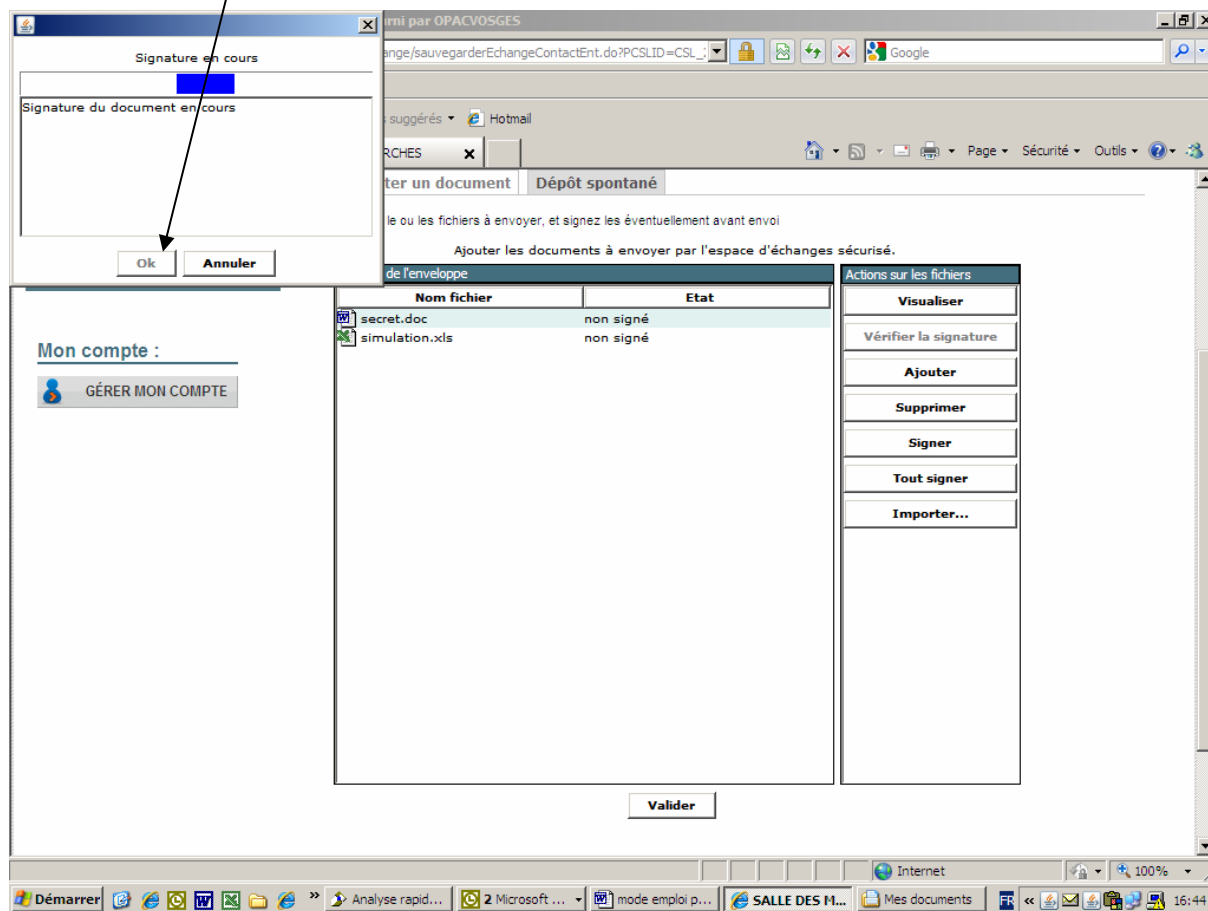 urni par OPACVOSGES
Signature en cours
ange/sauvegarderEchangeContactEnt.do?PCSLID=CSL_
Google
Signature du document en cours
suggérés
Hotmail
RCHES
Page
Sécurité
Outils
ter un document
Dépôt spontané
le ou les fichiers à envoyer, et signez les éventuellement avant envoi
Ajouter les documents à envoyer par l'espace d'échanges sécurisé.
Ok
Annuler
de l'enveloppe
Actions sur les fichiers
Nom fichier
Etat
Visualiser
secret.doc
non signé
simulation.xls
non signé
Vérifier la signature
Mon compte :
Ajouter
GÉRER MON COMPTE
Supprimer
Signer
Tout signer
Importer...
Valider
Internet
100%
Démarrer
»
Analyse rapid...
2 Microsoft ...
mode emploi p...
SALLE DES M...
Mes documents
FR
«
16:44